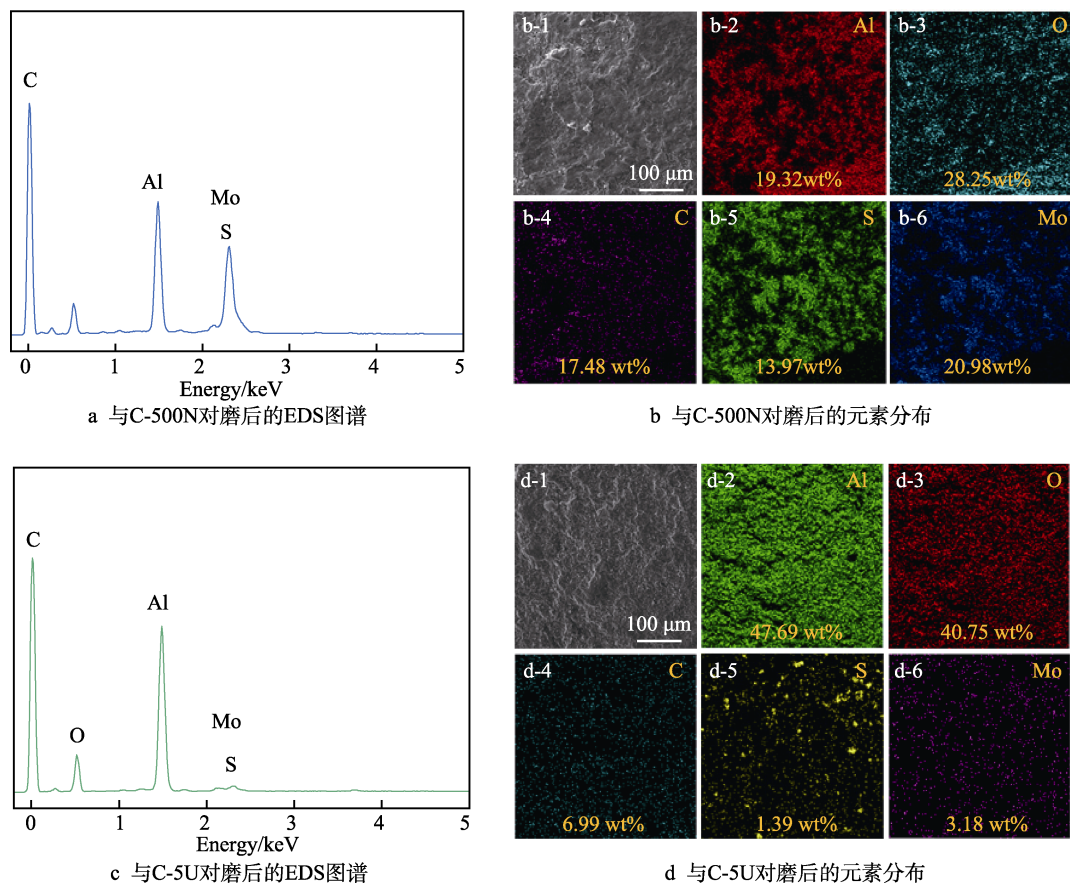 C
Al
Mo
S
0 1 2 3 4 5
Energy/keV
a 与C-500N对磨后的EDS图谱
b-1
100 μm
b-2 Al
19.32wt%
b-3 O
28.25wt%
b-4 C
17.48 wt%
b-5 S
13.97wt%
b-6 Mo
20.98wt%
b 与C-500N对磨后的元素分布
C
Al
O
Mo
S
0 1 2 3 4 5
Energy/keV
c 与C-5U对磨后的EDS图谱
d-1
100 μm
d-2 Al
47.69 wt%
d-3 O
40.75 wt%
d-4 C
6.99 wt%
d-5 S
1.39 wt%
d-6 Mo
3.18 wt%
d 与C-5U对磨后的元素分布